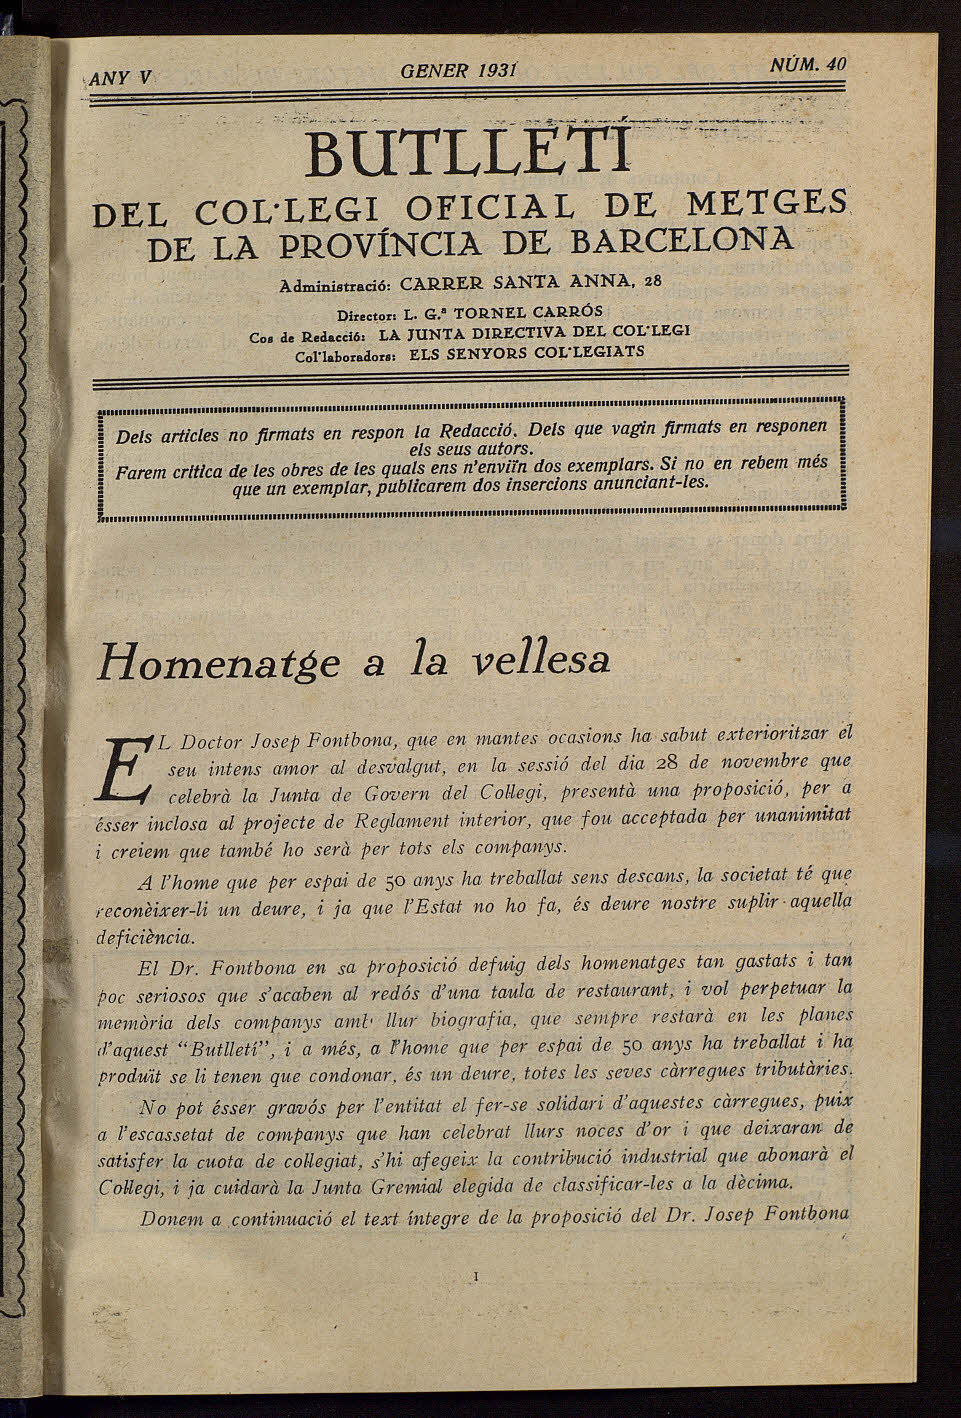 ANY V GENER 1931 NÚM. 40
BUTLLETÍ
DEL COL·LEGI OFICIAL DE METGES
DE LA PROVÍNCIA DE BARCELONA
Administració: CARRER SANTA ANNA, 28
Director: L. G.ª TORNEL CARRÓS
Cos de Redacció: LA JUNTA DIRECTIVA DEL COL·LEGI
Col·laboradors: ELS SENYORS COL·LEGIATS
Dels articles no firmats en respon la Redacció. Dels que vagin firmats en responen
els seus autors.
Farem crítica de les obres de les quals ens n'enviïn dos exemplars. Si no en rebem més
que un exemplar, publicarem dos insercions anunciant-les.
Homenatge a la vellesa
EL Doctor Josep Fontbona, que en mantes ocasions ha sabut exterioritzar el
seu intens amor al desvalgut, en la sessió del dia 28 de novembre que
celebrà la Junta de Govern del Col·legi, presentà una proposició, per a
ésser inclosa al projecte de Reglament interior, que fou acceptada per unanimitat
i creiem que també ho serà per tots els companys.
A l'home que per espai de 50 anys ha treballat sens descans, la societat té que
reconèixer-li un deure, i ja que l'Estat no ho fa, és deure nostre suplir aquella
deficiència.
El Dr. Fontbona en sa proposició defuig dels homenatges tan gastats i tan
poc seriosos que s'acaben al redós d'una taula de restaurant, i vol perpetuar la
memòria dels companys amb llur biografia, que sempre restarà en les planes
d'aquest "Butlletí", i a més, a l'home que per espai de 50 anys ha treballat i ha
produït se li tenen que condonar, és un deure, totes les seves càrregues tributàries.
No pot ésser gravós per l'entitat el fer-se solidari d'aquestes càrregues, puix
a l'escassetat de companys que han celebrat llurs noces d'or i que deixaran de
satisfer la cuota de col·legiat, s'hi afegeix la contribució industrial que abonarà el
Col·legi, i ja cuidarà la Junta Gremial elegida de classificar-les a la dècima.
Donem a continuació el text íntegre de la proposició del Dr. Josep Fontbona
1